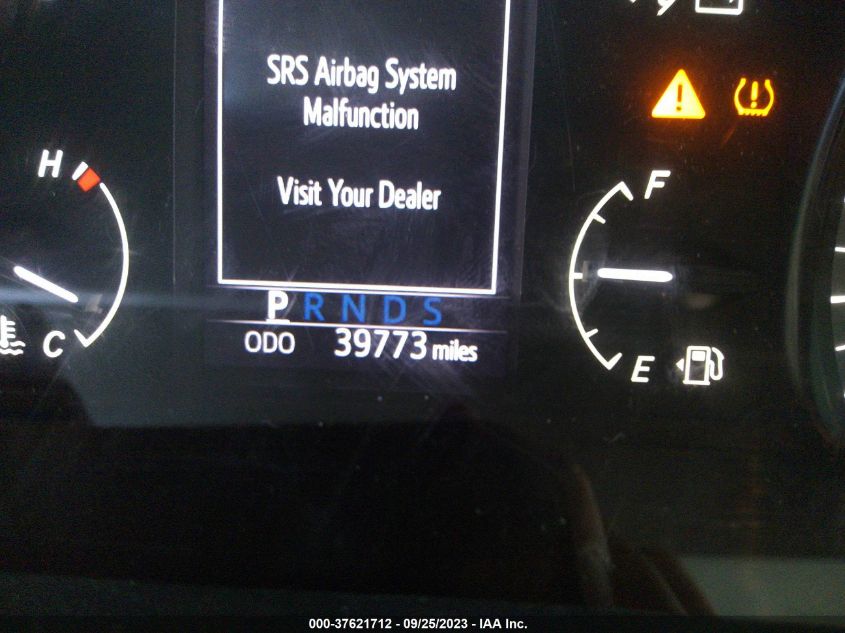 SRS Airbag System
Malfunction
Visit Your Dealer
H
C
F
E
P R N D S
ODO 39773 miles
000-37621712 - 09/25/2023 - IAA Inc.